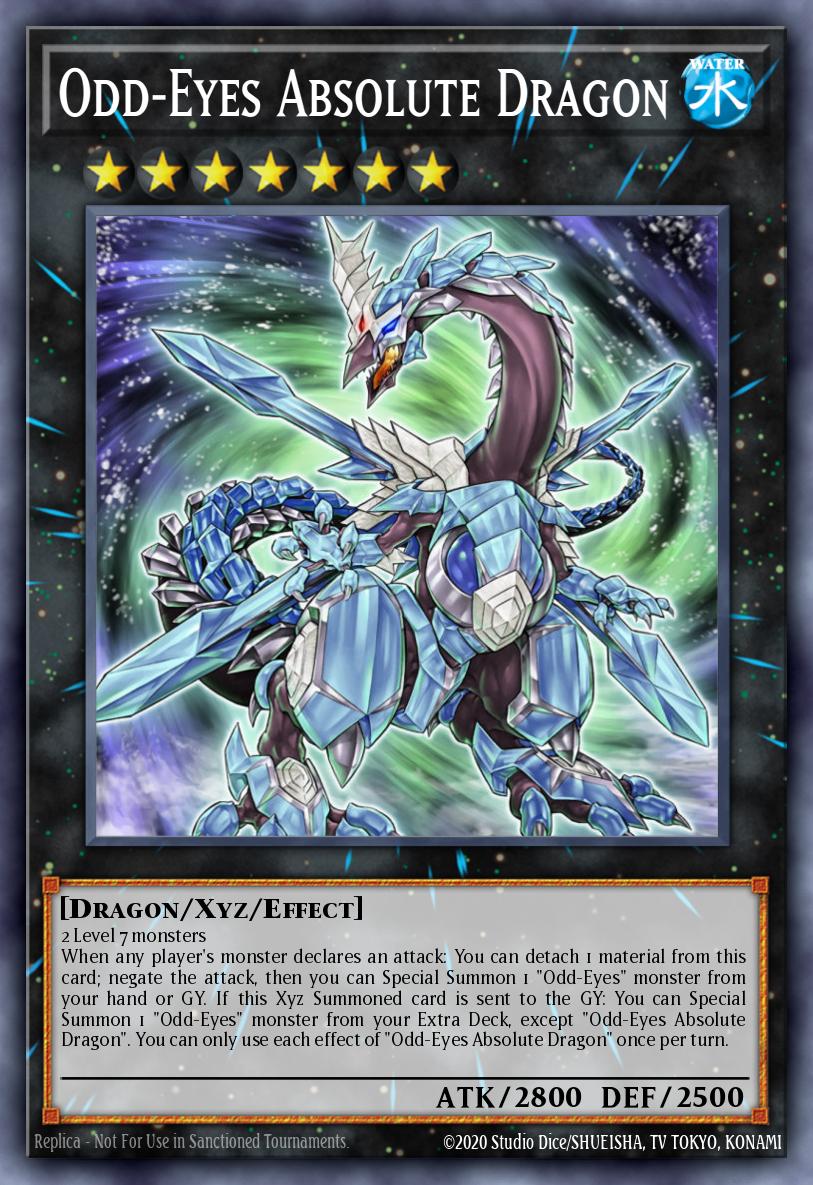 Odd-Eyes Absolute Dragon
WATER
水
[Dragon/Xyz/Effect]
2 Level 7 monsters
When any player's monster declares an attack: You can detach 1 material from this
card; negate the attack, then you can Special Summon 1 "Odd-Eyes" monster from
your hand or GY. If this Xyz Summoned card is sent to the GY: You can Special
Summon 1 "Odd-Eyes" monster from your Extra Deck, except "Odd-Eyes Absolute
Dragon". You can only use each effect of "Odd-Eyes Absolute Dragon" once per turn.
ATK/2800 DEF/2500
Replica - Not For Use in Sanctioned Tournaments.
©2020 Studio Dice/SHUEISHA, TV TOKYO, KONAMI